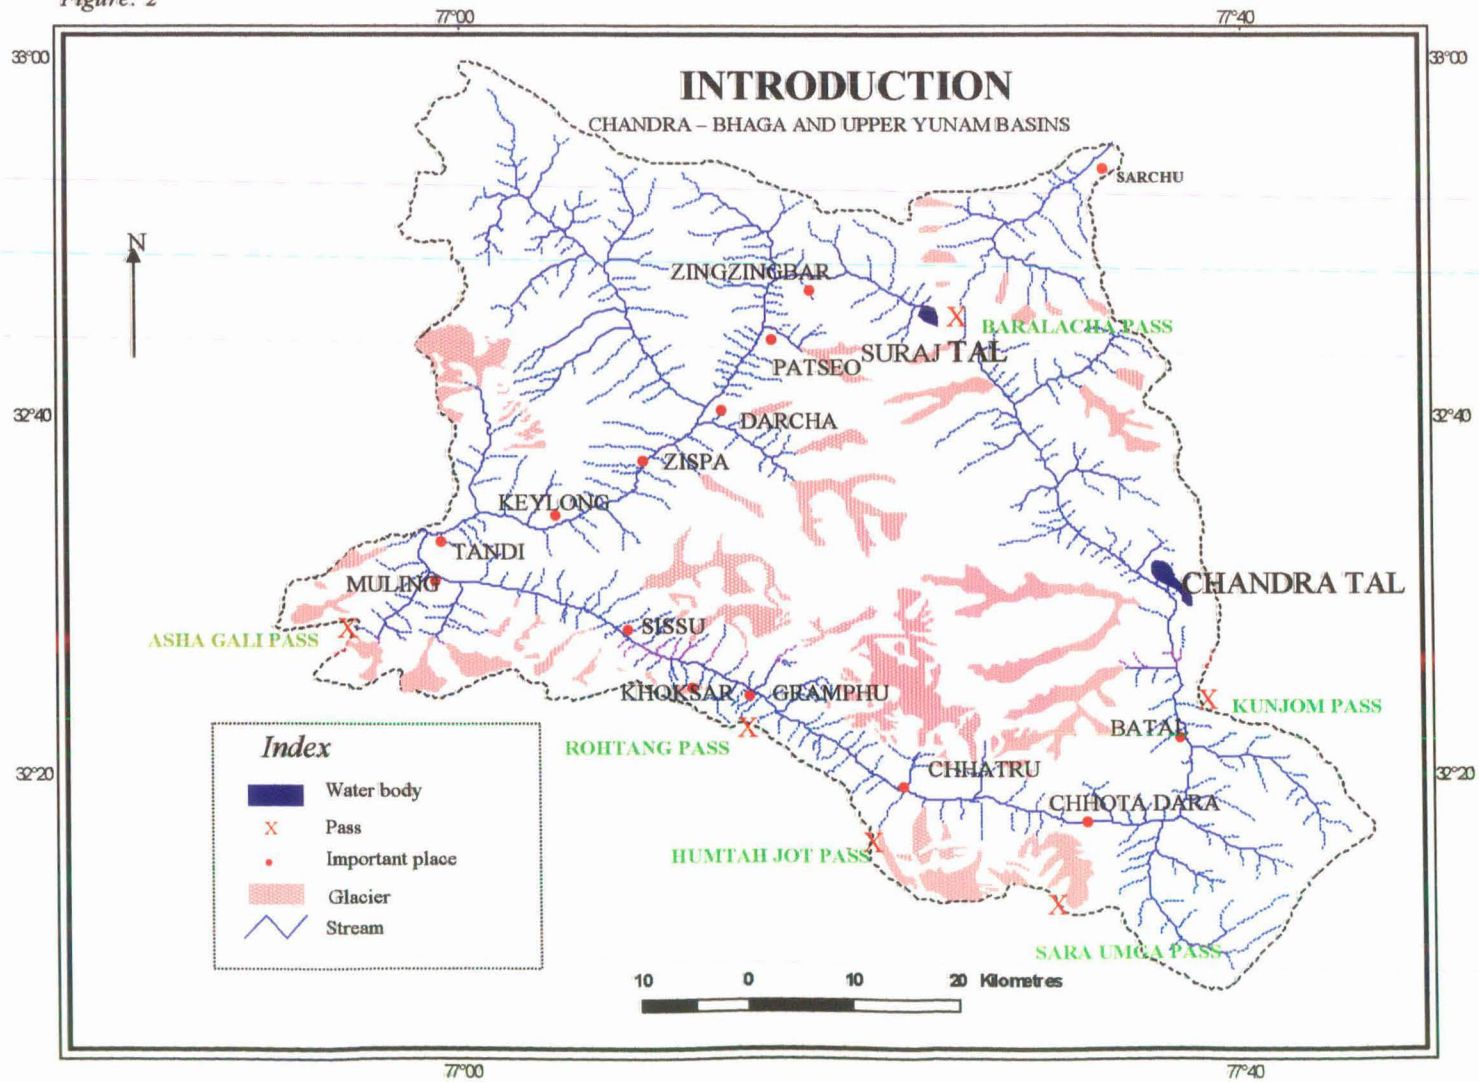 Figure: 2
77°00
77°40
33°00
33°00
INTRODUCTION
CHANDRA – BHAGA AND UPPER YUNAM BASINS
SARCHU
N
ZINGZINGBAR
X
BARALACHA PASS
SURAJ TAL
PATSEO
32°40
32°40
DARCHA
ZISPA
KEYLONG
TANDI
MULING
CHANDRA TAL
X
ASHA GALI PASS
SISSU
KHOKSAR
GRAMPHU
X
KUNJOM PASS
X
ROHTANG PASS
BATAL
Index
32°20
32°20
CHHATRU
Water body
CHHOTA DARA
X Pass
X
HUMTAH JOT PASS
Important place
Glacier
X
Stream
SARA UMGA PASS
10 0 10 20 Kilometres
77°00
77°40